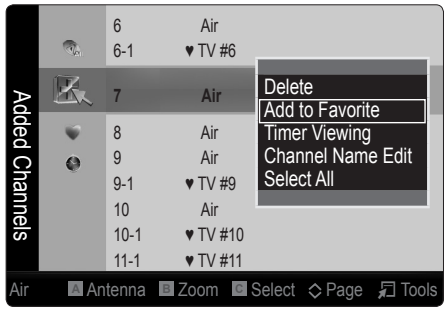 Added Channels
6 Air
6-1 ♥ TV #6
7 Air
8 Air
9 Air
9-1 ♥ TV #9
10 Air
10-1 ♥ TV #10
11-1 ♥ TV #11
Delete
Add to Favorite
Timer Viewing
Channel Name Edit
Select All
Air A Antenna B Zoom C Select Page Tools